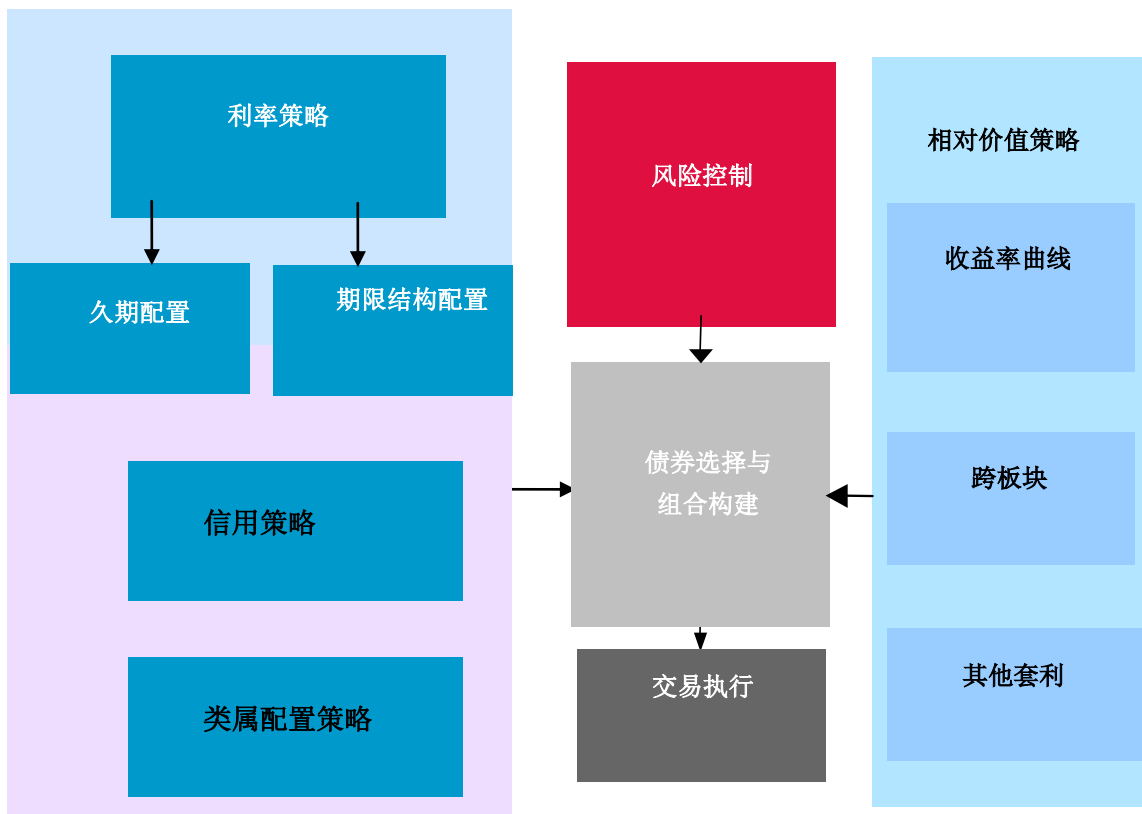 利率策略
久期配置
期限结构配置
信用策略
类属配置策略
风险控制
债券选择与
组合构建
交易执行
相对价值策略
收益率曲线
跨板块
其他套利